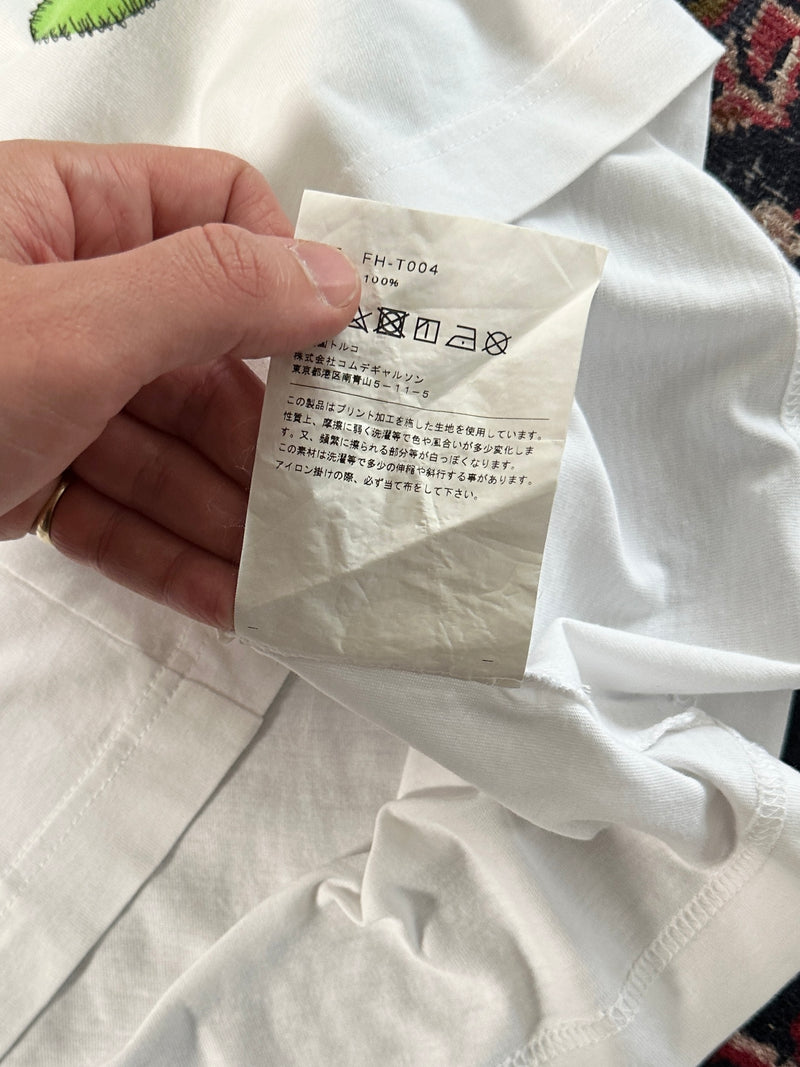 FH-T004
100%
国トルコ
株式会社コムデギャルソン
東京都港区南青山5-11-5
この製品はプリント加工を施した生地を使用しています。
性質上、摩擦に弱く洗濯等で色や風合いが多少変化しま
す。又、頻繁に擦られる部分等が白っぽくなります。
この素材は洗濯等で多少の伸縮や斜行する事があります。
アイロン掛けの際、必ず当て布をして下さい。